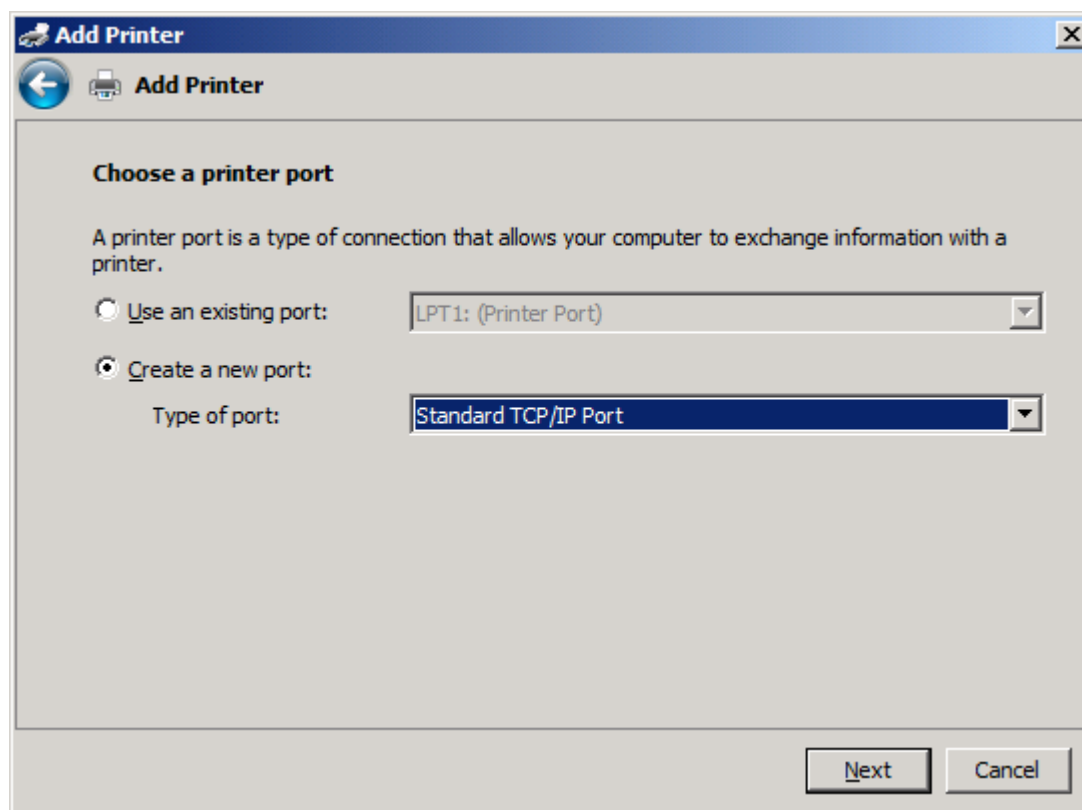 Add Printer
Add Printer
Choose a printer port
A printer port is a type of connection that allows your computer to exchange information with a
printer.
Use an existing port: LPT1: (Printer Port)
Create a new port:
Type of port: Standard TCP/IP Port
Next Cancel